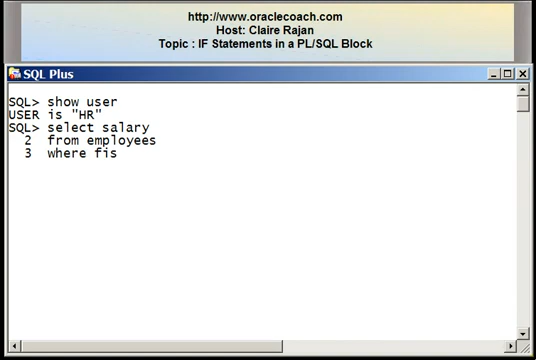 http://www.oraclecoach.com
Host: Claire Rajan
Topic : IF Statements in a PL/SQL Block
SQL Plus
SQL> show user
USER is "HR"
SQL> select salary
2 from employees
3 where fis